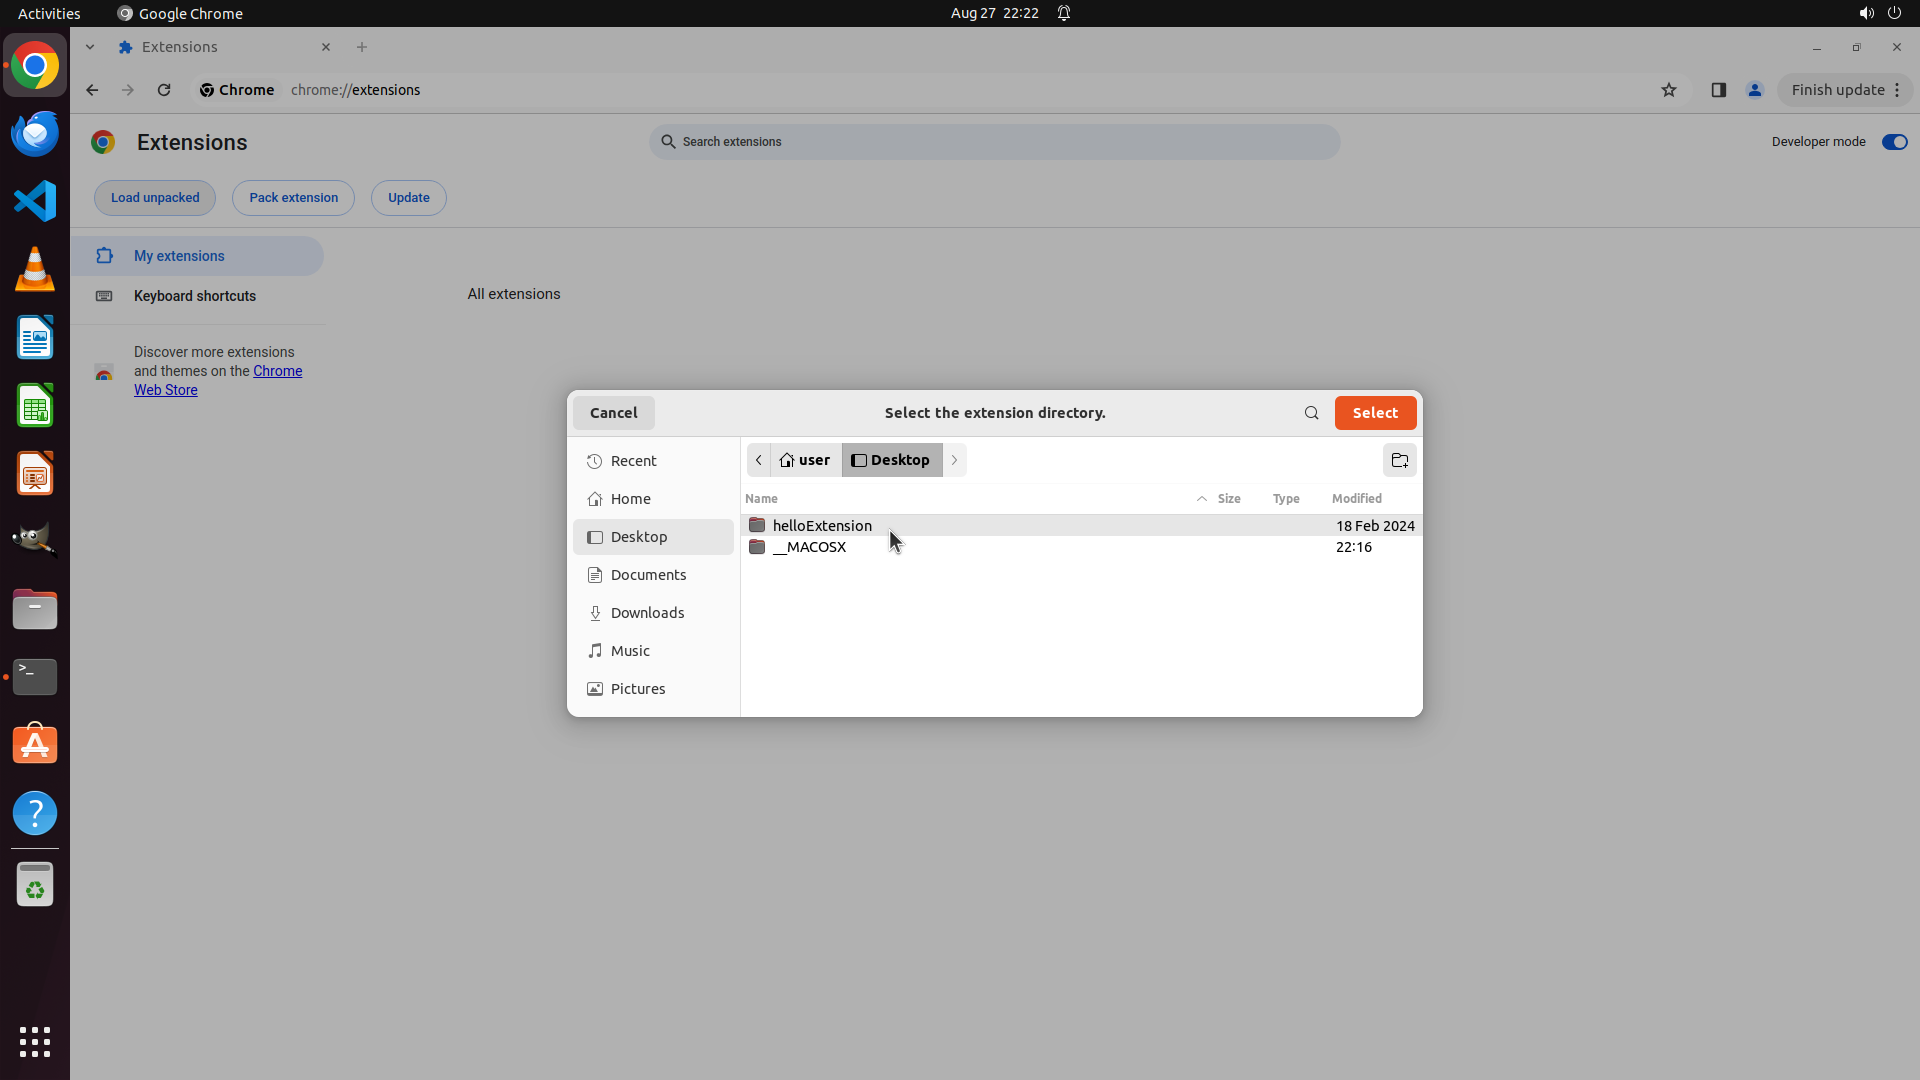 Activities
Google Chrome
Aug 27 22:22
Extensions
Chrome
chrome://extensions
Finish update
Extensions
Search extensions
Developer mode
Load unpacked
Pack extension
Update
My extensions
Keyboard shortcuts
All extensions
Discover more extensions
and themes on the Chrome
Web Store
Cancel
Select the extension directory.
Select
Recent
Home
Desktop
Documents
Downloads
Music
Pictures
user
Desktop
Name
Size
Type
Modified
helloExtension
18 Feb 2024
__MACOSX
22:16